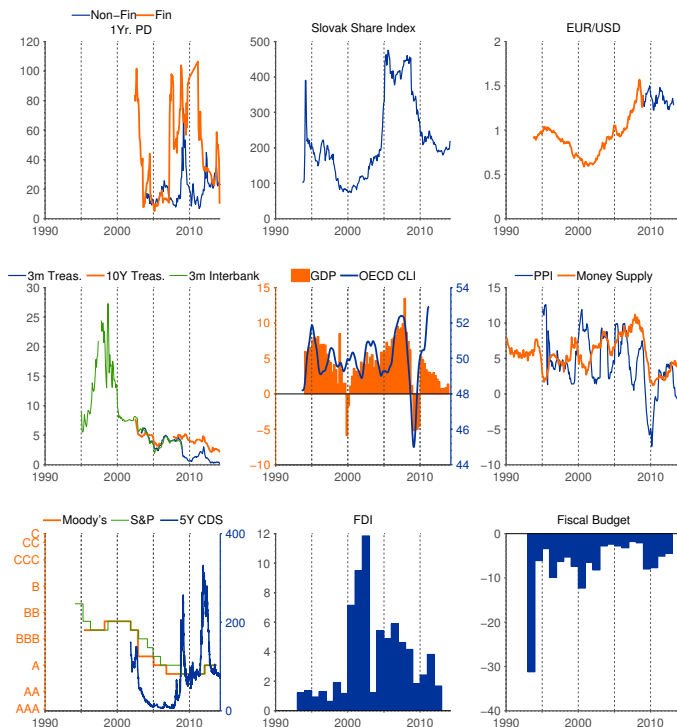 Non-Fin Fin
1Yr. PD
Slovak Share Index
EUR/USD
120
100
80
60
40
20
0
1990 2000 2010
500
400
300
200
100
0
1990 2000 2010
2
1.5
1
0.5
0
1990 2000 2010
3m Treas. 10Y Treas. 3m Interbank
GDP OECD CLI
PPI Money Supply
30
25
20
15
10
5
0
1990 2000 2010
15
10
5
0
−5
−10
54
52
50
48
46
44
1990 2000 2010
15
10
5
0
−5
−10
1990 2000 2010
Moody's S&P 5Y CDS
FDI
Fiscal Budget
C
CC
CCC
B
BB
BBB
A
AA
AAA
400
200
0
1990 2000 2010
12
10
8
6
4
2
0
1990 2000 2010
0
−10
−20
−30
−40
1990 2000 2010